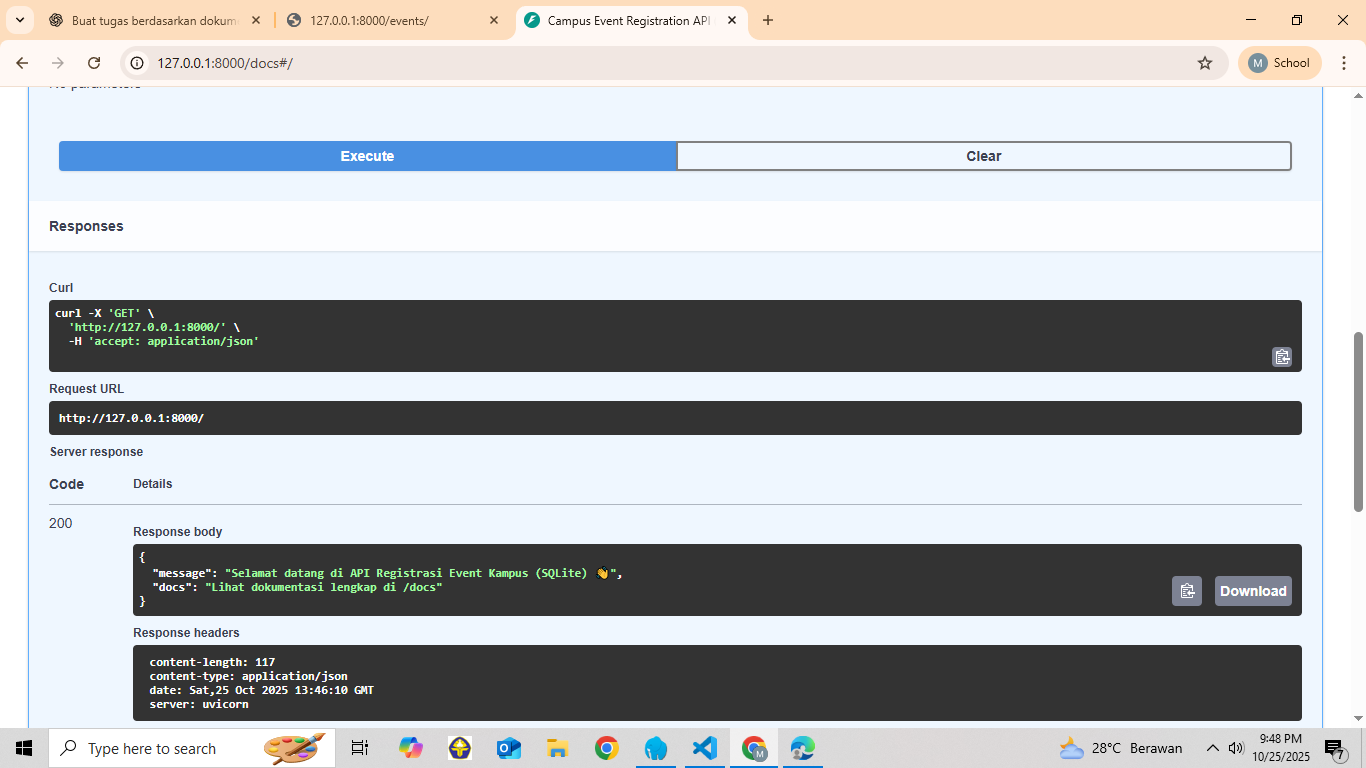 Buat tugas berdasarkan dokum
127.0.0.1:8000/events/
Campus Event Registration API
127.0.0.1:8000/docs#/
M
School
No parameters
Execute
Clear
Responses
Curl
curl -X 'GET' \
'http://127.0.0.1:8000/' \
-H 'accept: application/json'
Request URL
http://127.0.0.1:8000/
Server response
Code
Details
200
Response body
{
"message": "Selamat datang di API Registrasi Event Kampus (SQLite) 👋",
"docs": "Lihat dokumentasi lengkap di /docs"
}
Download
Response headers
content-length: 117
content-type: application/json
date: Sat,25 Oct 2025 13:46:10 GMT
server: uvicorn
Type here to search
M
28°C Berawan
9:48 PM
10/25/2025
7